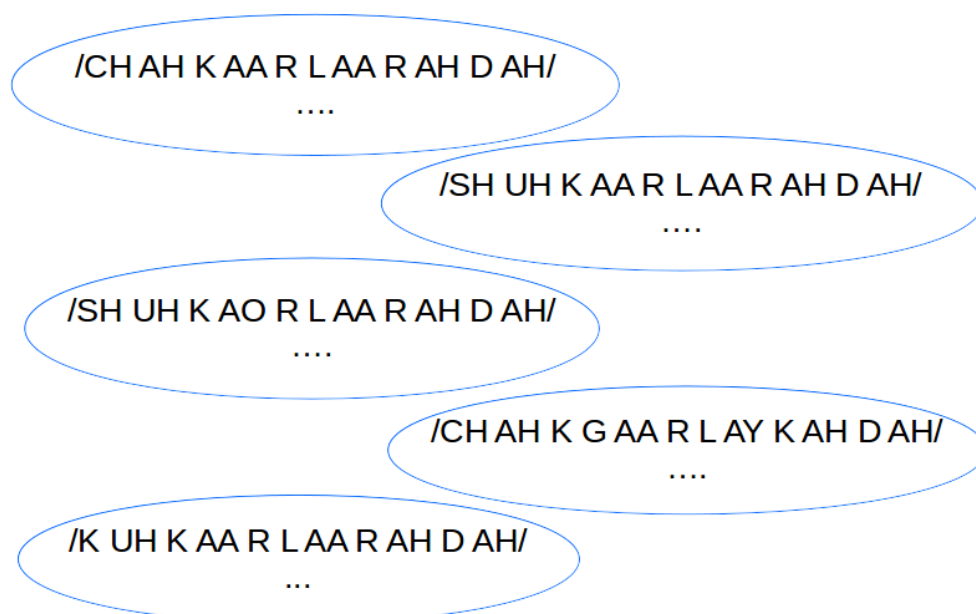 /CH AH K AA R L AA R AH D AH/
....
/SH UH K AA R L AA R AH D AH/
....
/SH UH K AO R L AA R AH D AH/
....
/CH AH K G AA R L AY K AH D AH/
....
/K UH K AA R L AA R AH D AH/
...